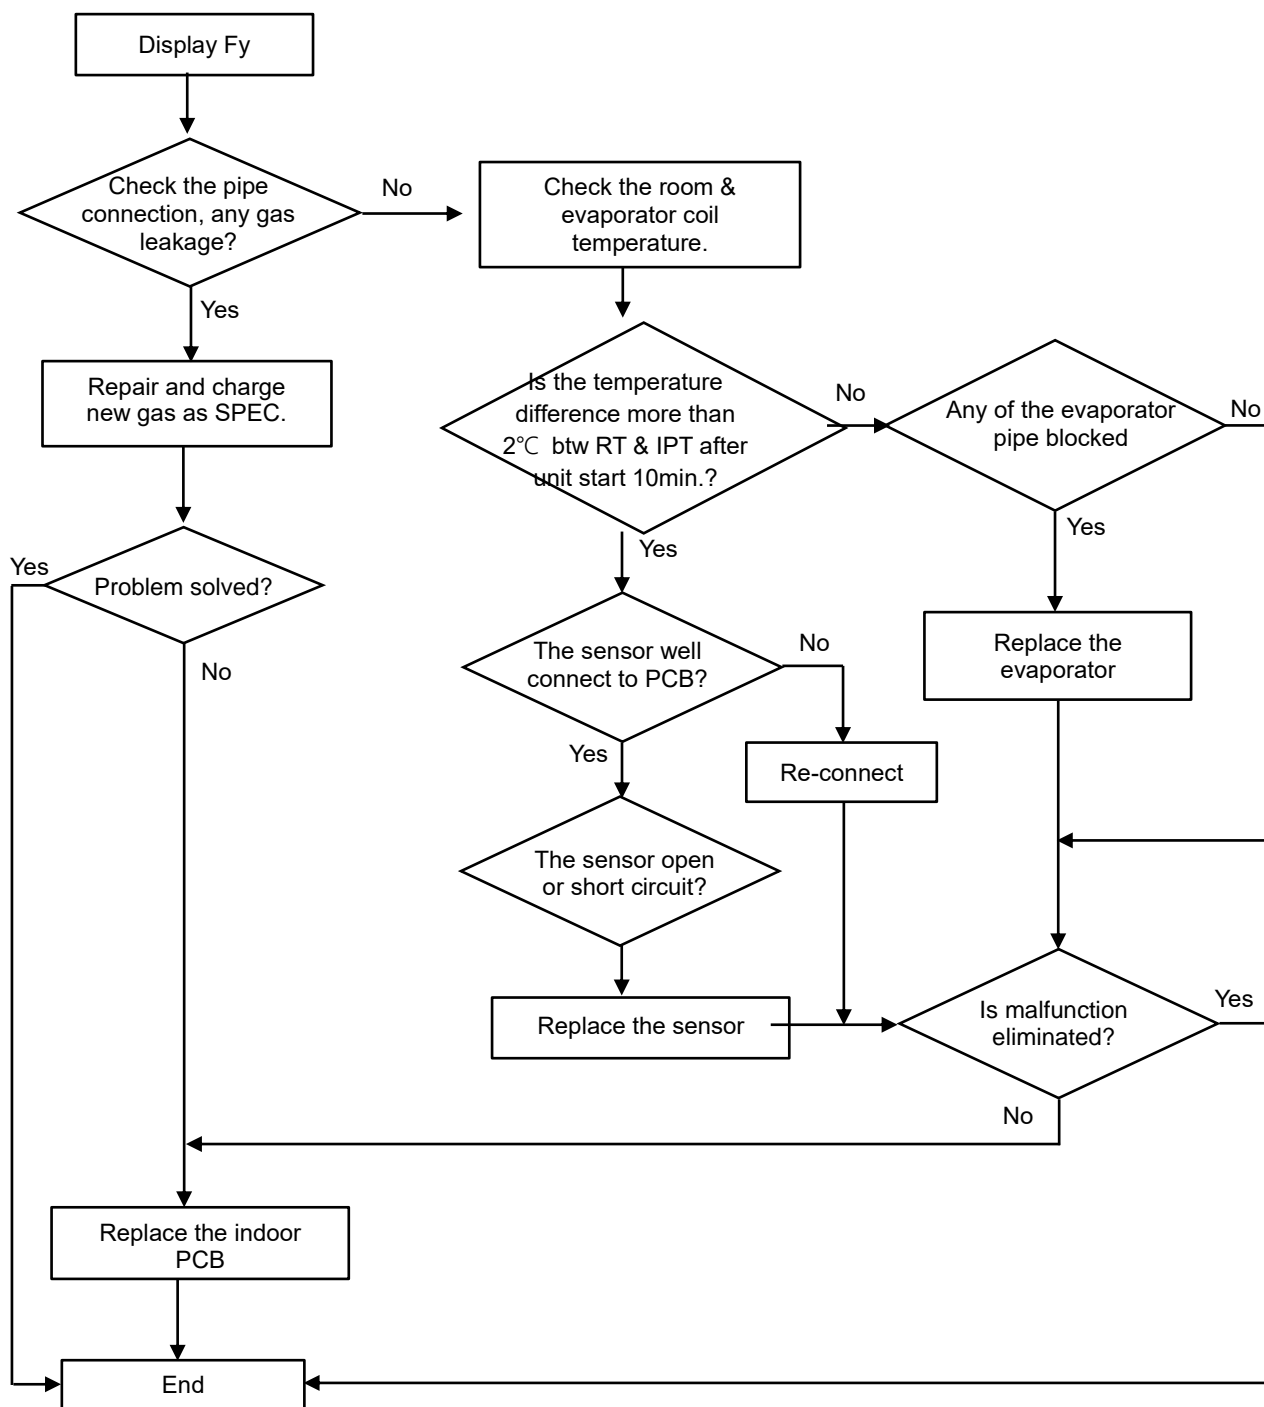 Display Fy
Check the pipe
connection, any gas
leakage?
No
Check the room &
evaporator coil
temperature.
Yes
Repair and charge
new gas as SPEC.
Is the temperature
difference more than
2℃ btw RT & IPT after
unit start 10min.?
No
Any of the evaporator
pipe blocked
No
Yes
Yes
Yes
Problem solved?
No
The sensor well
connect to PCB?
No
Replace the
evaporator
Yes
Re-connect
The sensor open
or short circuit?
Replace the sensor
Is malfunction
eliminated?
Yes
No
Replace the indoor
PCB
End